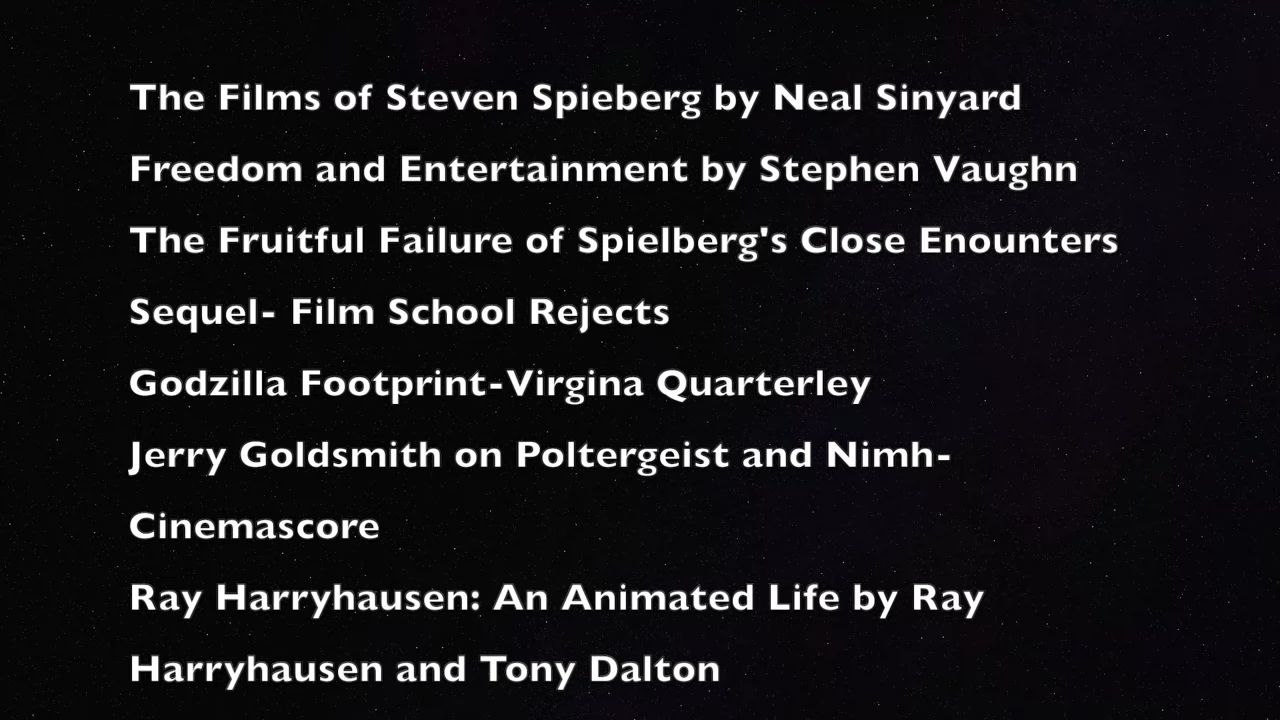 The Films of Steven Spieberg by Neal Sinyard
Freedom and Entertainment by Stephen Vaughn
The Fruitful Failure of Spielberg's Close Enounters
Sequel- Film School Rejects
Godzilla Footprint-Virgina Quarterley
Jerry Goldsmith on Poltergeist and Nimh-
Cinemascore
Ray Harryhausen: An Animated Life by Ray
Harryhausen and Tony Dalton